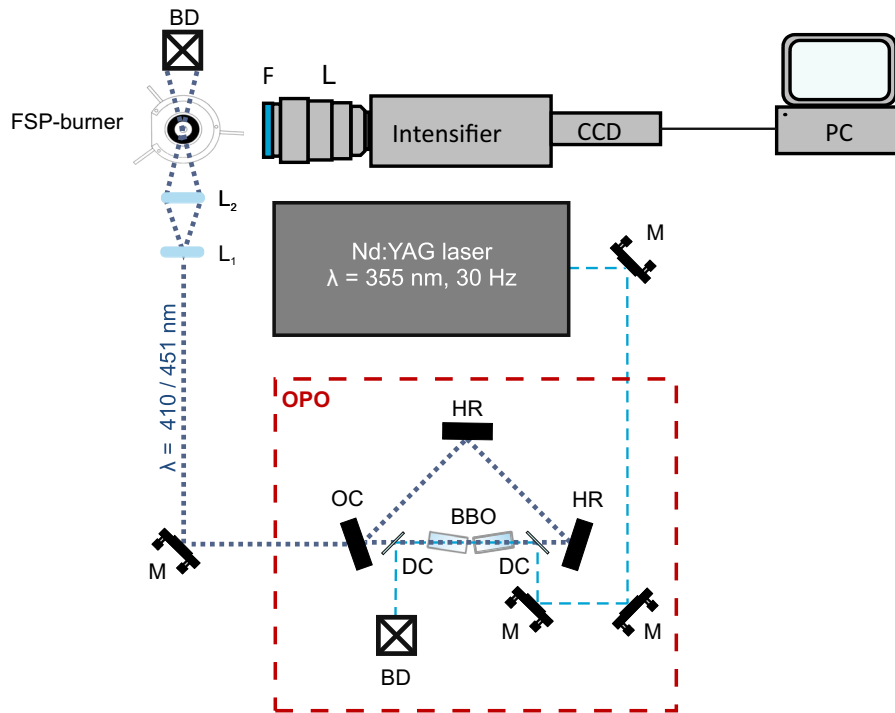 BD
F
L
FSP-burner
Intensifier
CCD
PC
L₂
L₁
Nd:YAG laser
λ = 355 nm, 30 Hz
M
λ = 410 / 451 nm
OPO
HR
OC
BBO
HR
DC
DC
M
M
M
BD